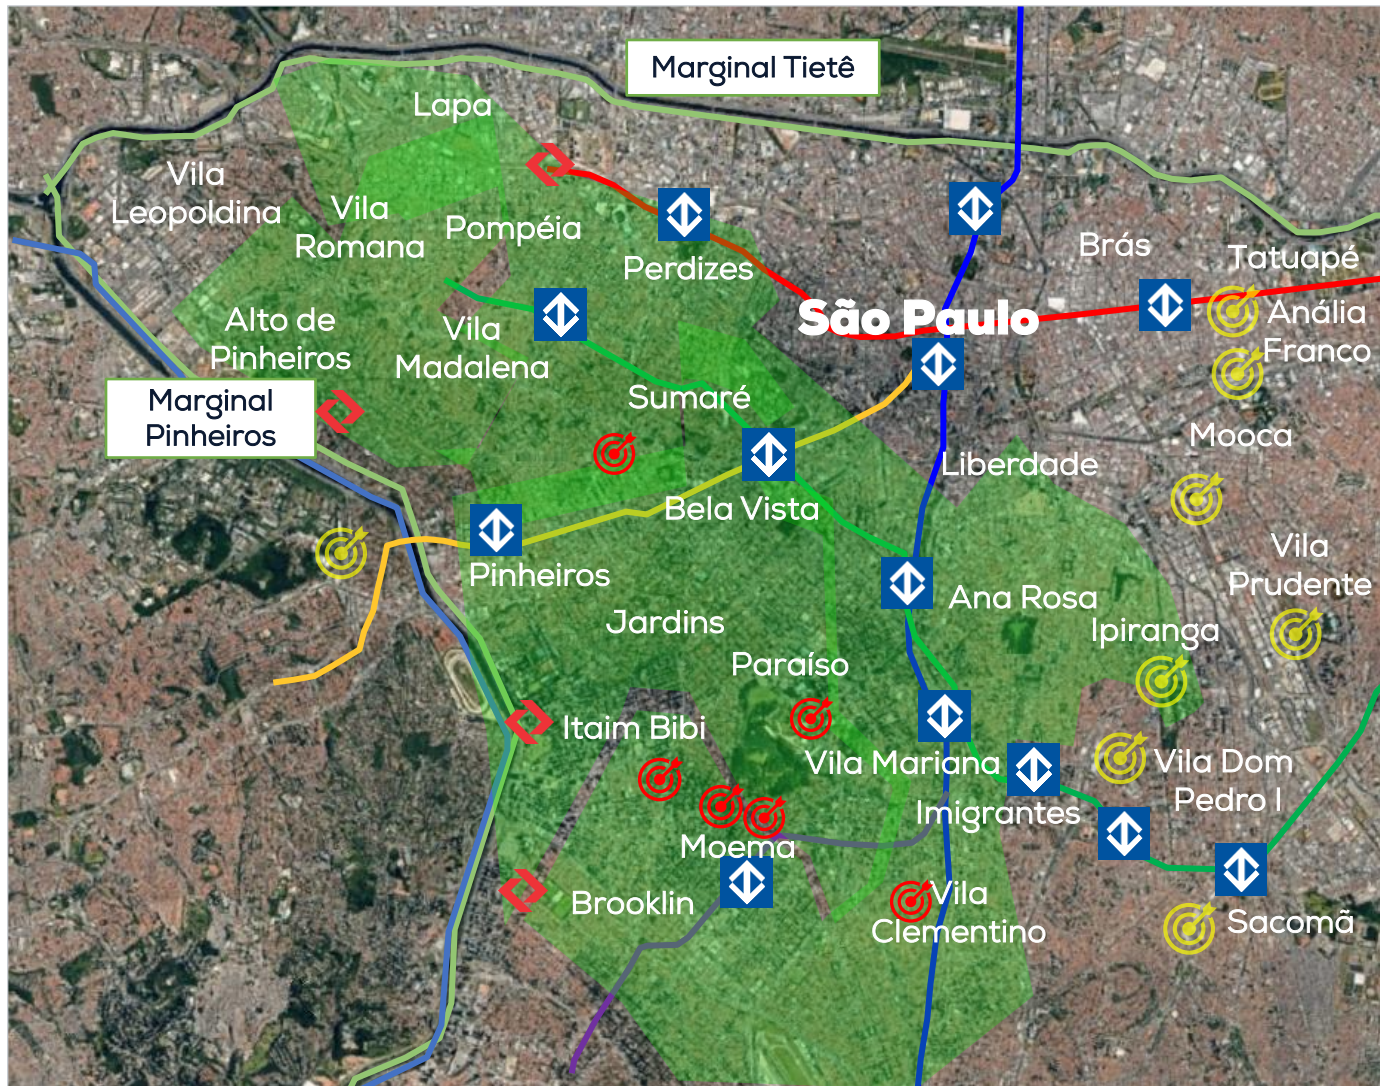 Marginal Tietê
Lapa
Vila
Leopoldina
Vila
Romana
Pompéia
Perdizes
Brás
Tatuapé
Anália
Franco
São Paulo
Alto de
Pinheiros
Vila
Madalena
Marginal
Pinheiros
Sumaré
Mooca
Liberdade
Bela Vista
Vila
Prudente
Pinheiros
Ana Rosa
Jardins
Ipiranga
Paraíso
Itaim Bibi
Vila Mariana
Vila Dom
Pedro I
Imigrantes
Moema
Brooklin
Vila
Clementino
Sacomã